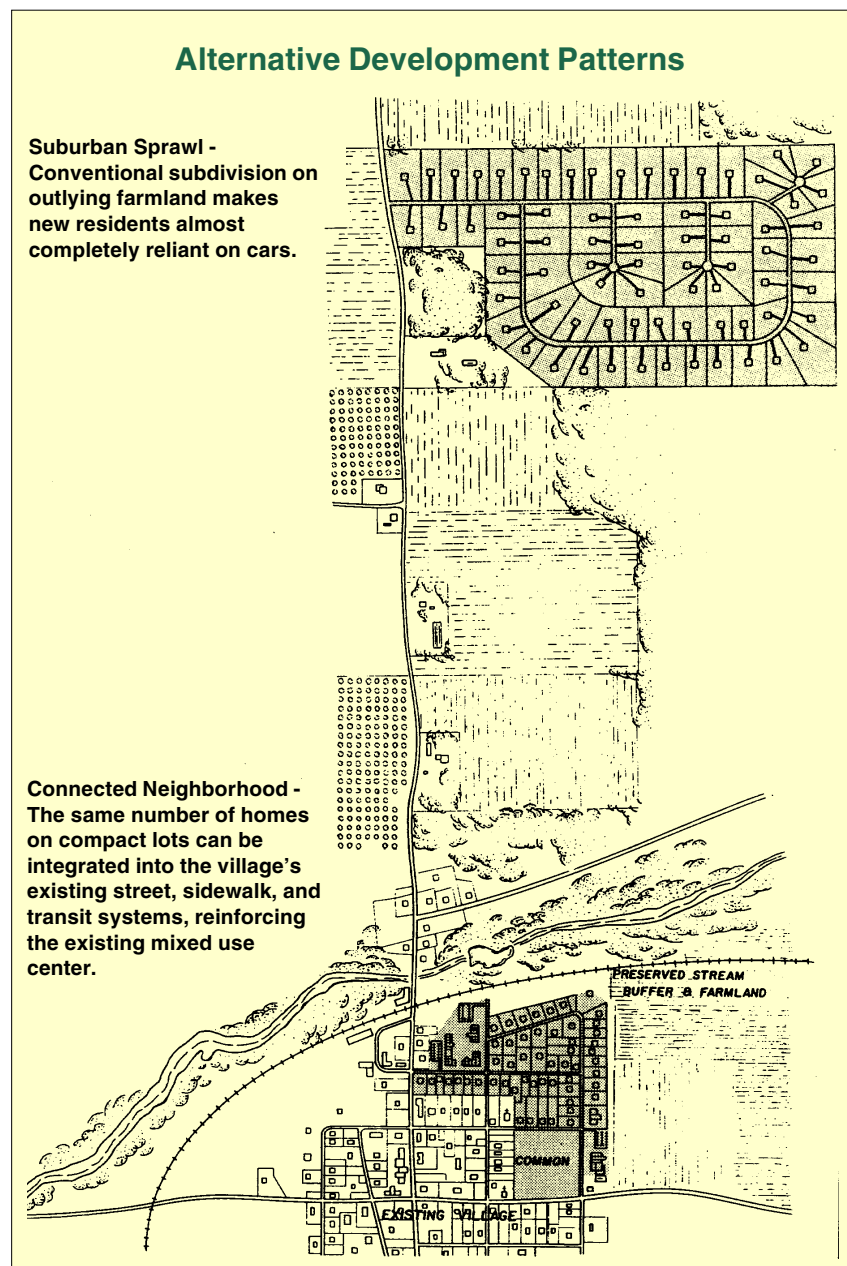 Alternative Development Patterns
Suburban Sprawl -
Conventional subdivision on
outlying farmland makes
new residents almost
completely reliant on cars.
Connected Neighborhood -
The same number of homes
on compact lots can be
integrated into the village's
existing street, sidewalk, and
transit systems, reinforcing
the existing mixed use
center.
PRESERVED STREAM
BUFFER & FARMLAND
COMMON
EXISTING VILLAGE